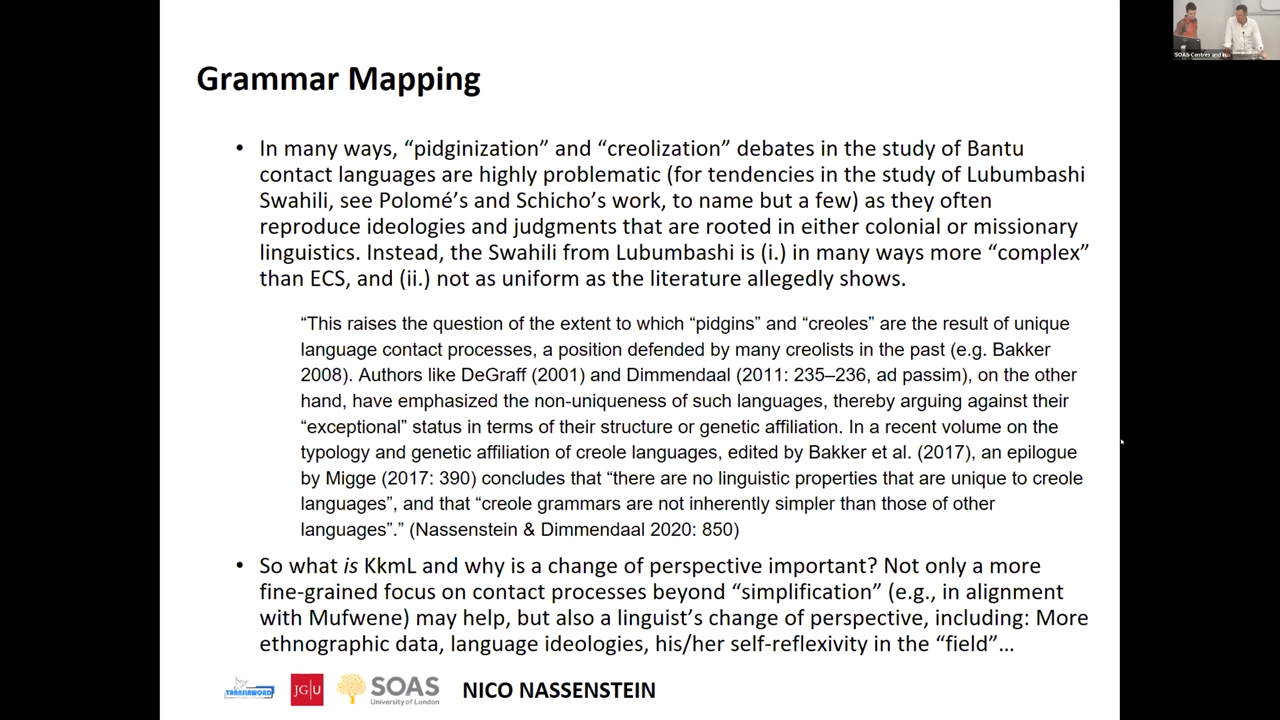 SOAS Centres and
Grammar Mapping
• In many ways, “pidginization” and “creolization” debates in the study of Bantu
contact languages are highly problematic (for tendencies in the study of Lubumbashi
Swahili, see Polomé’s and Schicho’s work, to name but a few) as they often
reproduce ideologies and judgments that are rooted in either colonial or missionary
linguistics. Instead, the Swahili from Lubumbashi is (i.) in many ways more “complex”
than ECS, and (ii.) not as uniform as the literature allegedly shows.
“This raises the question of the extent to which “pidgins” and “creoles” are the result of unique
language contact processes, a position defended by many creolists in the past (e.g. Bakker
2008). Authors like DeGraff (2001) and Dimmendaal (2011: 235–236, ad passim), on the other
hand, have emphasized the non-uniqueness of such languages, thereby arguing against their
“exceptional” status in terms of their structure or genetic affiliation. In a recent volume on the
typology and genetic affiliation of creole languages, edited by Bakker et al. (2017), an epilogue
by Migge (2017: 390) concludes that “there are no linguistic properties that are unique to creole
languages”, and that “creole grammars are not inherently simpler than those of other
languages”.” (Nassenstein & Dimmendaal 2020: 850)
• So what is KkmL and why is a change of perspective important? Not only a more
fine-grained focus on contact processes beyond “simplification” (e.g., in alignment
with Mufwene) may help, but also a linguist’s change of perspective, including: More
ethnographic data, language ideologies, his/her self-reflexivity in the “field”…
TRANSLAWORD
JG|U
SOAS
University of London
NICO NASSENSTEIN